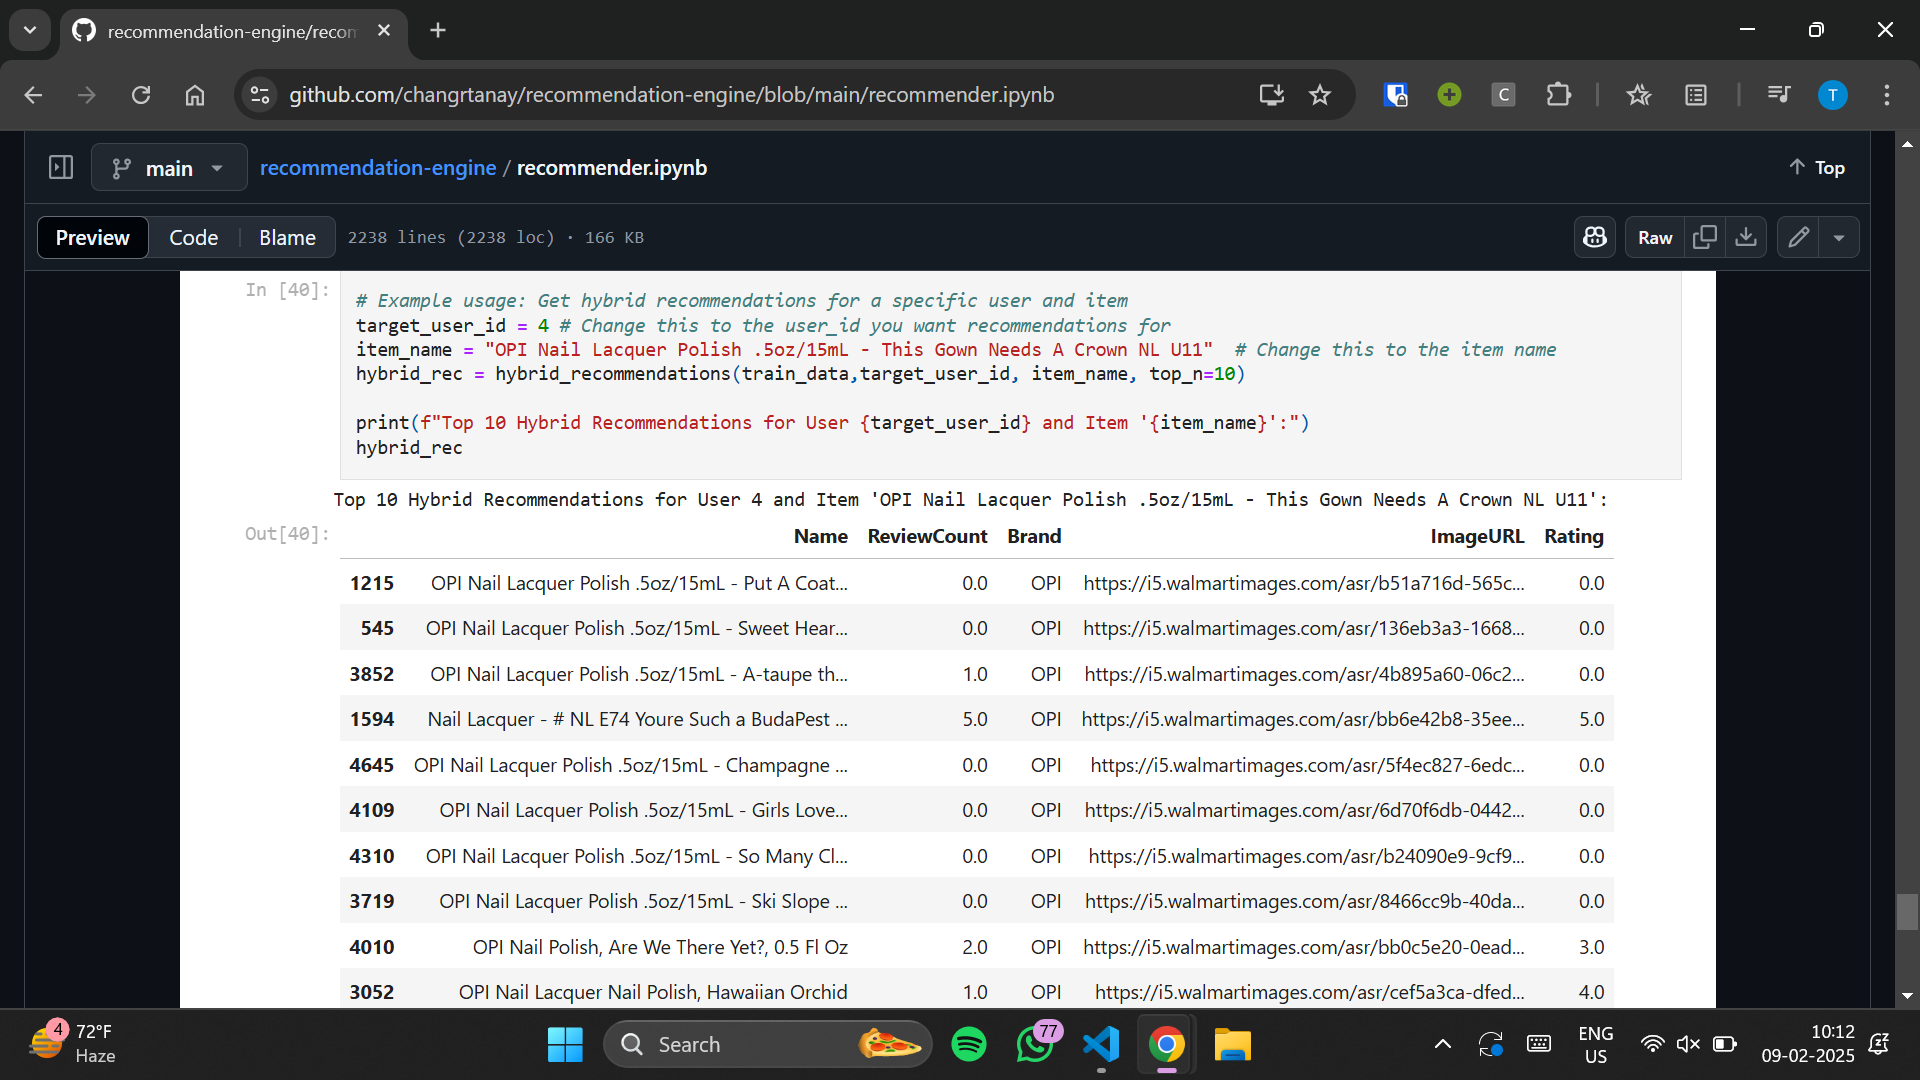 recommendation-engine/recom
github.com/changrtanay/recommendation-engine/blob/main/recommender.ipynb
C
T
main
recommendation-engine / recommender.ipynb
Top
Preview
Code
Blame
2238 lines (2238 loc) · 166 KB
Raw
In [40]:
# Example usage: Get hybrid recommendations for a specific user and item
target_user_id = 4 # Change this to the user_id you want recommendations for
item_name = "OPI Nail Lacquer Polish .5oz/15mL - This Gown Needs A Crown NL U11"  # Change this to the item name
hybrid_rec = hybrid_recommendations(train_data,target_user_id, item_name, top_n=10)
print(f"Top 10 Hybrid Recommendations for User {target_user_id} and Item '{item_name}':")
hybrid_rec
Top 10 Hybrid Recommendations for User 4 and Item 'OPI Nail Lacquer Polish .5oz/15mL - This Gown Needs A Crown NL U11':
Out[40]:
Name ReviewCount Brand ImageURL Rating
1215 OPI Nail Lacquer Polish .5oz/15mL - Put A Coat... 0.0 OPI https://i5.walmartimages.com/asr/b51a716d-565c... 0.0
545 OPI Nail Lacquer Polish .5oz/15mL - Sweet Hear... 0.0 OPI https://i5.walmartimages.com/asr/136eb3a3-1668... 0.0
3852 OPI Nail Lacquer Polish .5oz/15mL - A-taupe th... 1.0 OPI https://i5.walmartimages.com/asr/4b895a60-06c2... 0.0
1594 Nail Lacquer - # NL E74 Youre Such a BudaPest ... 5.0 OPI https://i5.walmartimages.com/asr/bb6e42b8-35ee... 5.0
4645 OPI Nail Lacquer Polish .5oz/15mL - Champagne ... 0.0 OPI https://i5.walmartimages.com/asr/5f4ec827-6edc... 0.0
4109 OPI Nail Lacquer Polish .5oz/15mL - Girls Love... 0.0 OPI https://i5.walmartimages.com/asr/6d70f6db-0442... 0.0
4310 OPI Nail Lacquer Polish .5oz/15mL - So Many Cl... 0.0 OPI https://i5.walmartimages.com/asr/b24090e9-9cf9... 0.0
3719 OPI Nail Lacquer Polish .5oz/15mL - Ski Slope ... 0.0 OPI https://i5.walmartimages.com/asr/8466cc9b-40da... 0.0
4010 OPI Nail Polish, Are We There Yet?, 0.5 Fl Oz 2.0 OPI https://i5.walmartimages.com/asr/bb0c5e20-0ead... 3.0
3052 OPI Nail Lacquer Nail Polish, Hawaiian Orchid 1.0 OPI https://i5.walmartimages.com/asr/cef5a3ca-dfed... 4.0
4
72°F
Haze
Search
77
ENG
US
10:12
09-02-2025